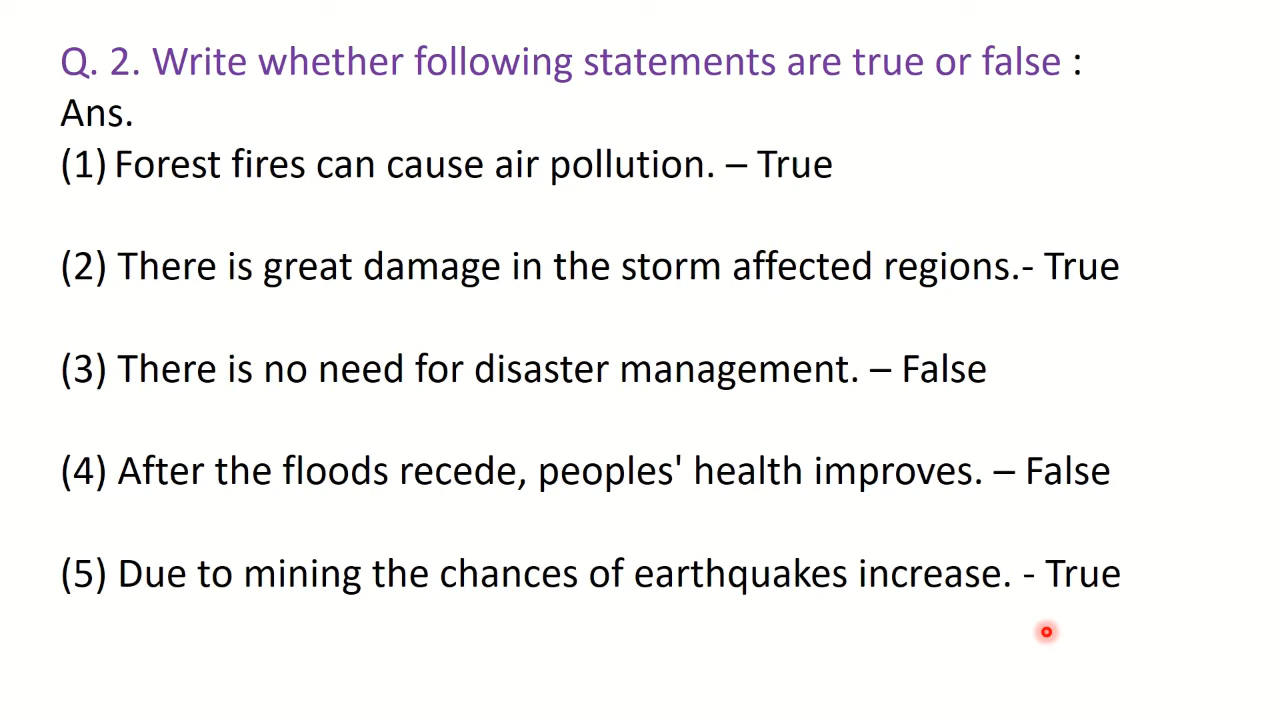 Q. 2. Write whether following statements are true or false :
Ans.
(1) Forest fires can cause air pollution. – True
(2) There is great damage in the storm affected regions.- True
(3) There is no need for disaster management. – False
(4) After the floods recede, peoples' health improves. – False
(5) Due to mining the chances of earthquakes increase. - True